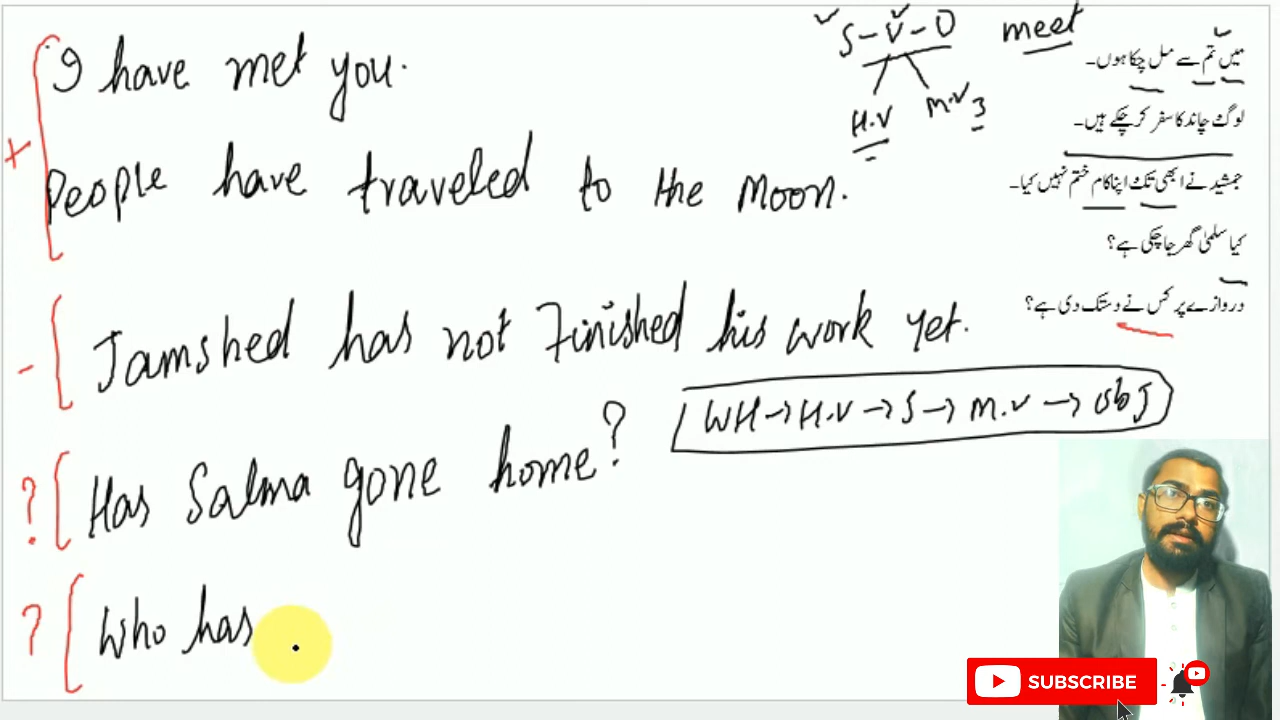 S-V-O meet
H.V M.V 3
I have met you.
People have traveled to the Moon.
Jamshed has not Finished his work yet.
WH→H.V→S→M.V→obj
Has Salma gone home?
Who has
+
-
?
?
میں تم سے مل چکا ہوں۔
لوگ چاند کا سفر کر چکے ہیں۔
جمشید نے ابھی تک اپنا کام ختم نہیں کیا۔
کیا سلمیٰ گھر جا چکی ہے؟
دروازے پر کس نے دستک دی ہے؟
SUBSCRIBE